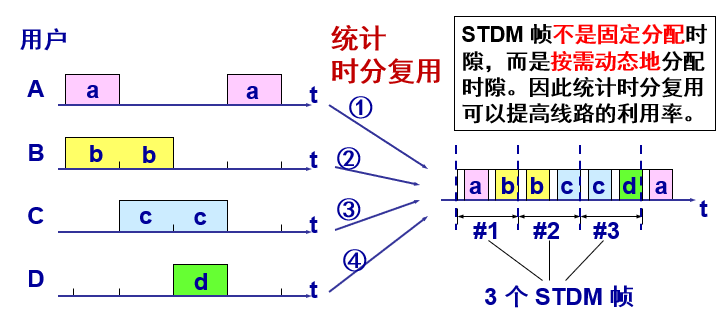 用户
统计
时分复用
STDM 帧不是固定分配时
隙，而是按需动态地分配
时隙。因此统计时分复用
可以提高线路的利用率。
A a a t ①
B b b t ②
C c c t ③
D d t ④
a b b c c d a t
#1 #2 #3
3 个 STDM 帧